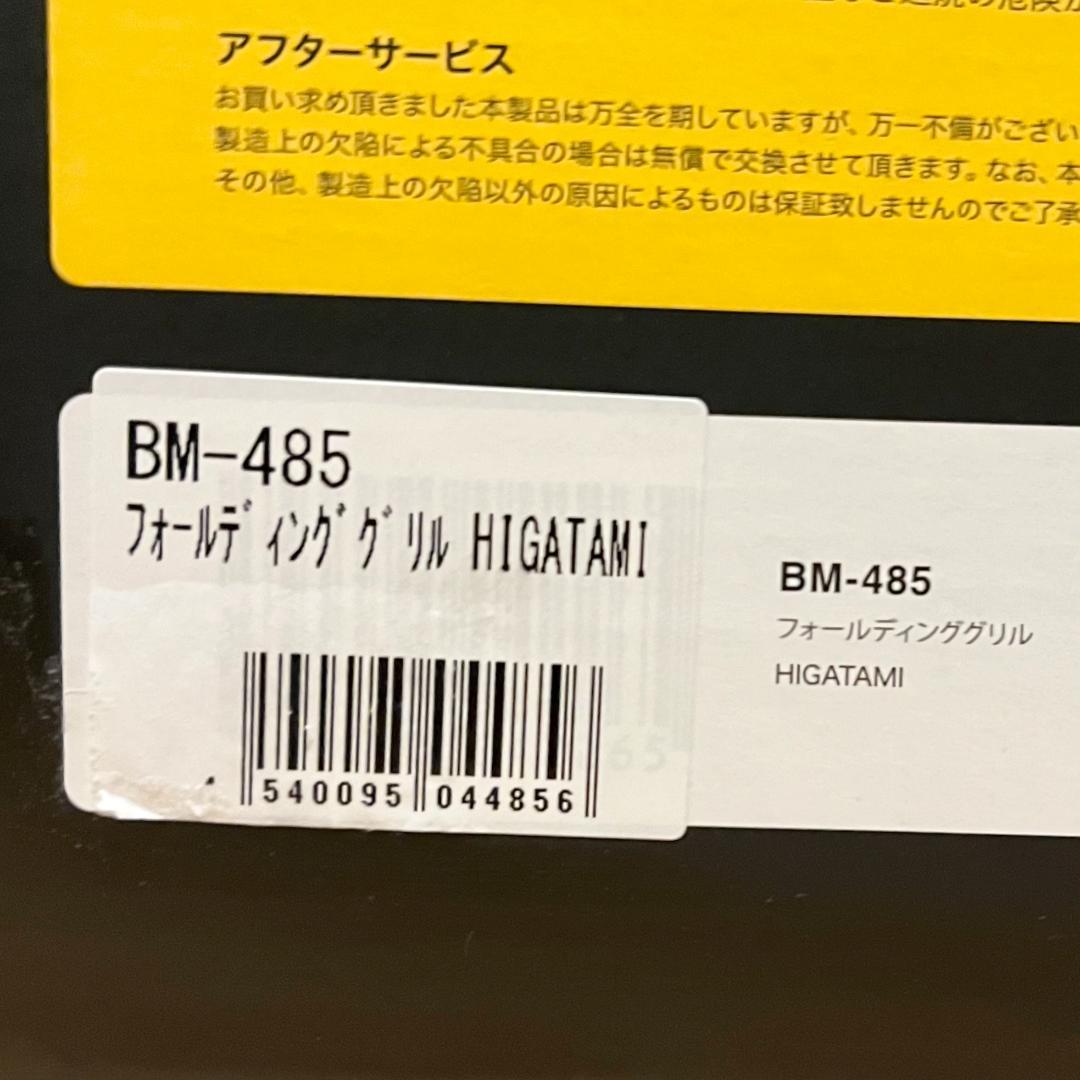 アフターサービス
お買い求め頂きました本製品は万全を期していますが、万一不備がござい
製造上の欠陥による不具合の場合は無償で交換させて頂きます。なお、本
その他、製造上の欠陥以外の原因によるものは保証致しませんのでご了承
BM-485
フォールディンググリル HIGATAMI
540095 044856
65
BM-485
フォールディンググリル
HIGATAMI